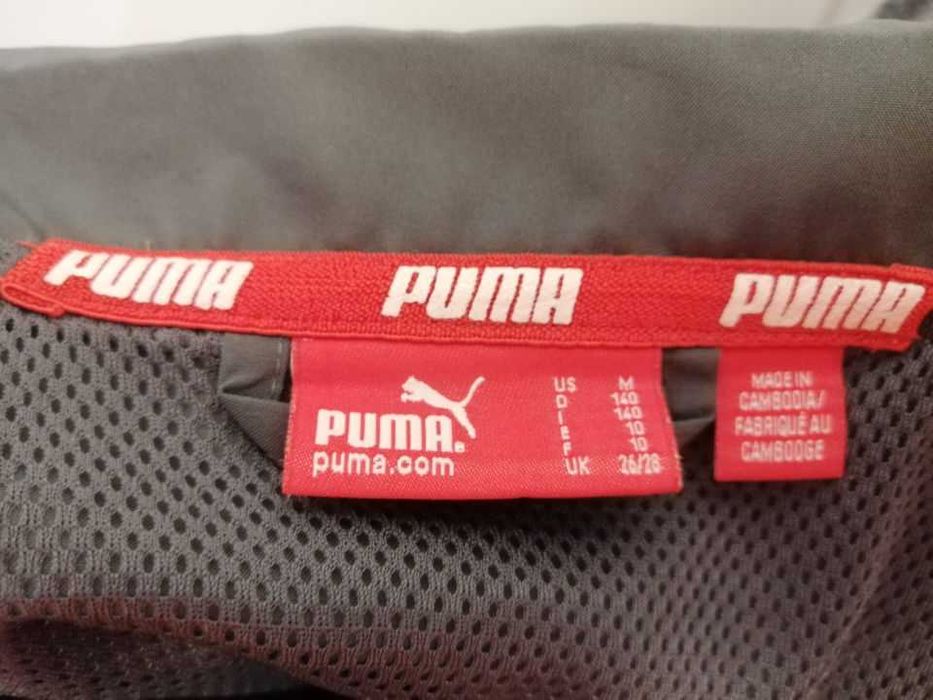 PUMA PUMA PUMA
PUMA®
puma.com
US M
D 140
I 140
E 10
F 10
UK 26/28
MADE IN
CAMBODIA/
FABRIQUÉ AU
CAMBODGE